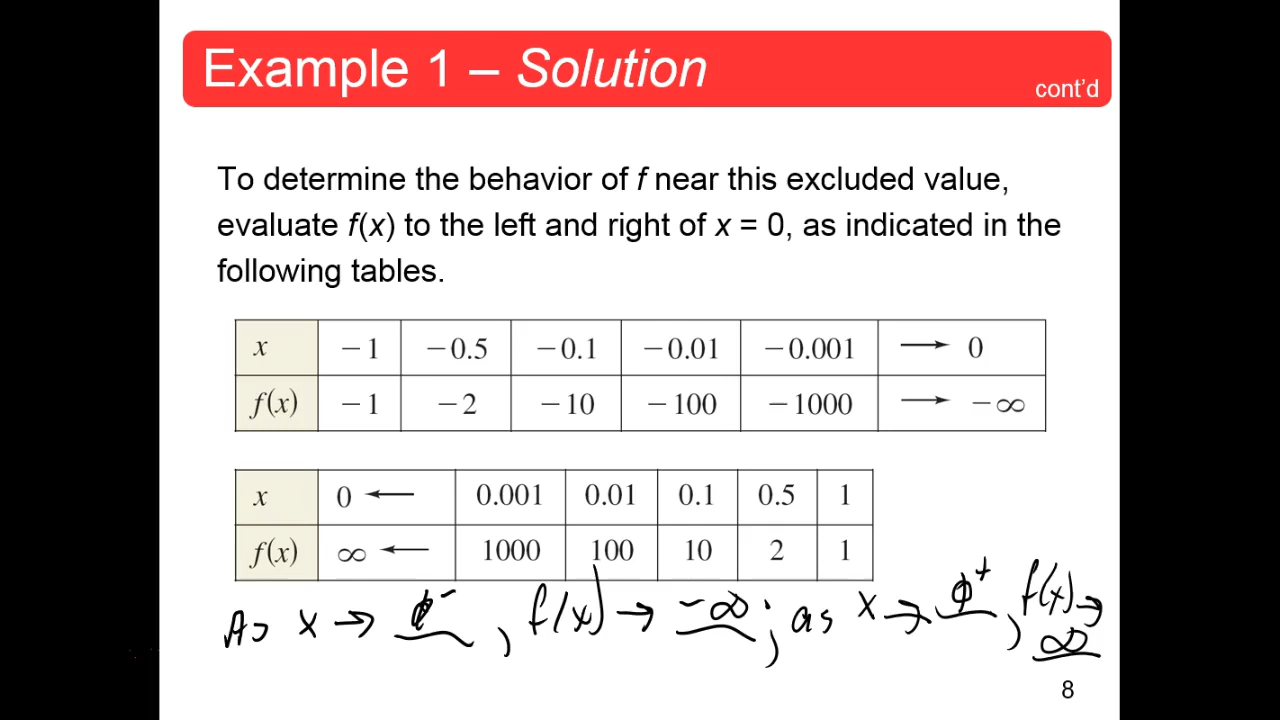 Example 1 – Solution
cont'd
To determine the behavior of f near this excluded value,
evaluate f(x) to the left and right of x = 0, as indicated in the
following tables.
x −1 −0.5 −0.1 −0.01 −0.001 → 0
f(x) −1 −2 −10 −100 −1000 → −∞
x 0 ← 0.001 0.01 0.1 0.5 1
f(x) ∞ ← 1000 100 10 2 1
As x → 0⁻, f(x) → −∞; as x → 0⁺, f(x) →
∞
8